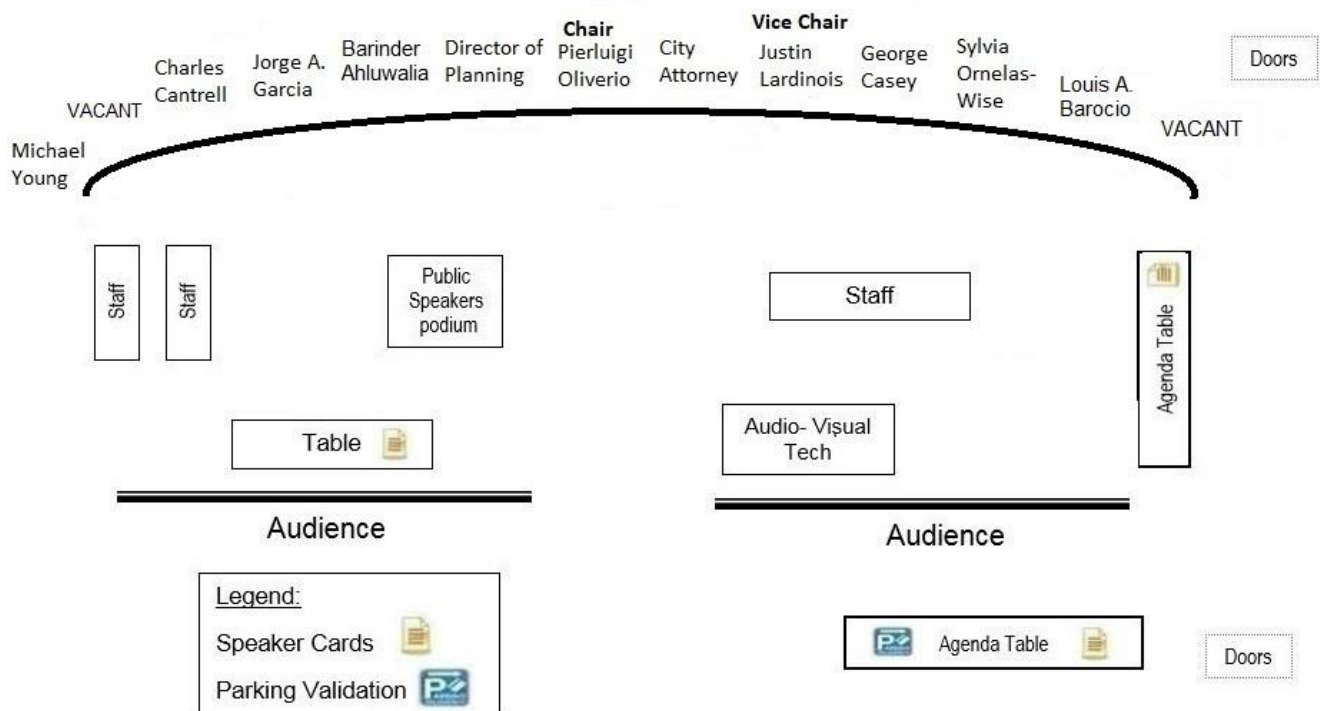 Michael
Young
VACANT
Charles
Cantrell
Jorge A.
Garcia
Barinder
Ahluwalia
Director of
Planning
Chair
Pierluigi
Oliverio
City
Attorney
Vice Chair
Justin
Lardinois
George
Casey
Sylvia
Ornelas-
Wise
Louis A.
Barocio
VACANT
Doors
Staff
Staff
Public
Speakers
podium
Staff
Agenda Table
Table
Audio- Vișual
Tech
Audience
Audience
Legend:
Speaker Cards
Parking Validation
Agenda Table
Doors